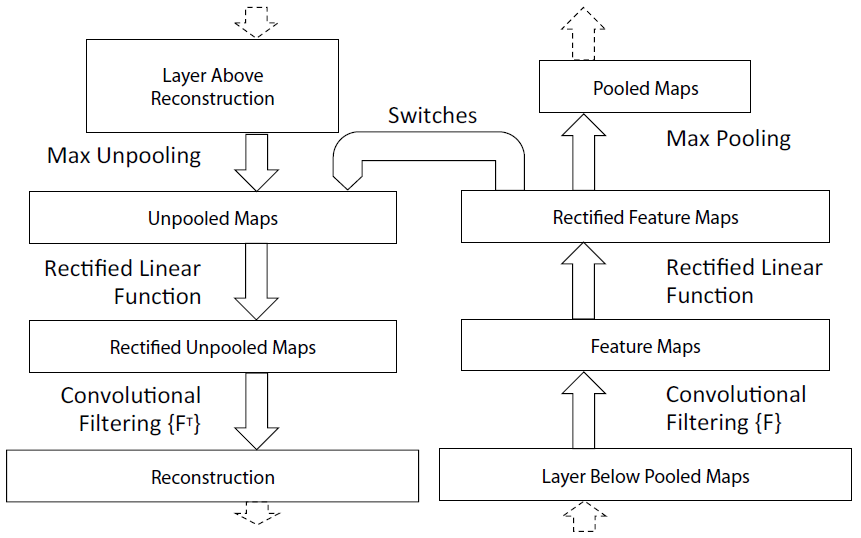 Layer Above
Reconstruction
Max Unpooling
Unpooled Maps
Rectified Linear
Function
Rectified Unpooled Maps
Convolutional
Filtering {Fᵀ}
Reconstruction
Switches
Pooled Maps
Max Pooling
Rectified Feature Maps
Rectified Linear
Function
Feature Maps
Convolutional
Filtering {F}
Layer Below Pooled Maps